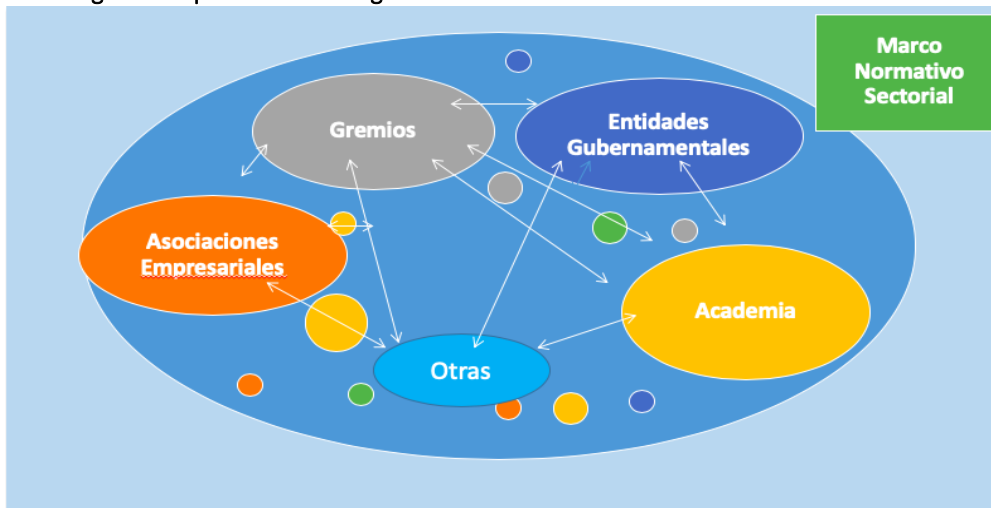 Marco
Normativo
Sectorial
Gremios
Entidades
Gubernamentales
Asociaciones
Empresariales
Academia
Otras